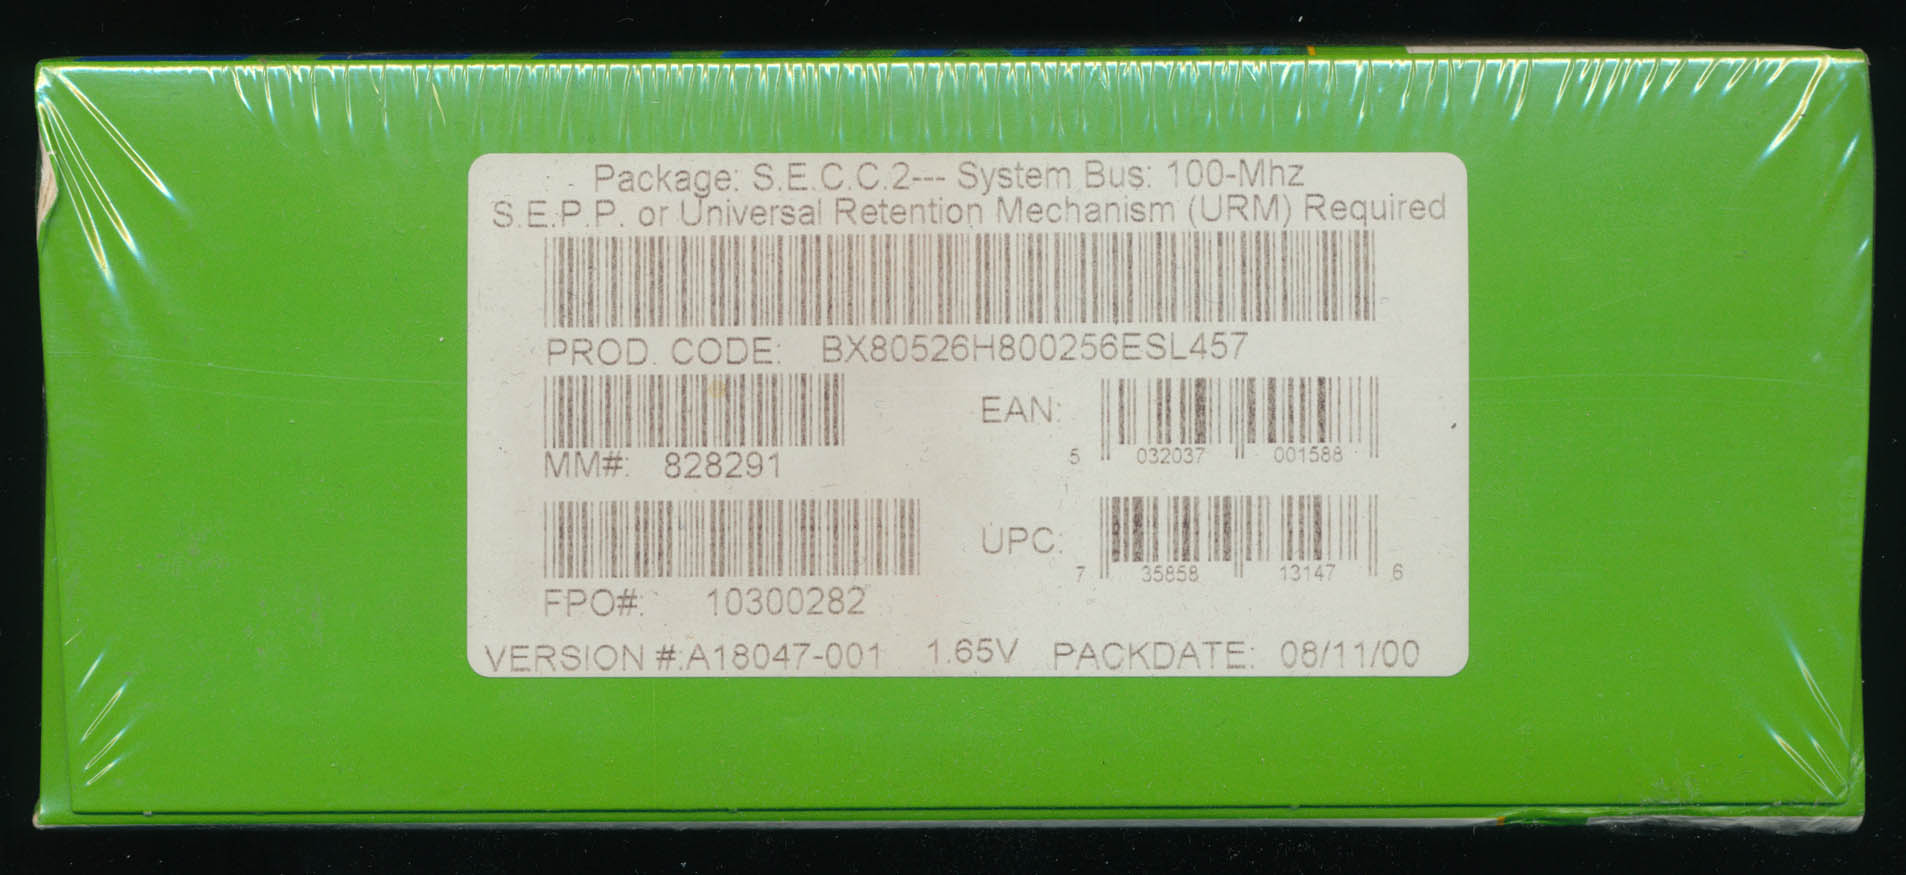 Package: S.E.C.C.2--- System Bus: 100-Mhz
S.E.P.P. or Universal Retention Mechanism (URM) Required
PROD. CODE: BX80526H800256ESL457
MM#: 828291
EAN: 5 032037 001588
FPO#: 10300282
UPC: 7 35858 13147 6
VERSION #:A18047-001 1.65V PACKDATE: 08/11/00